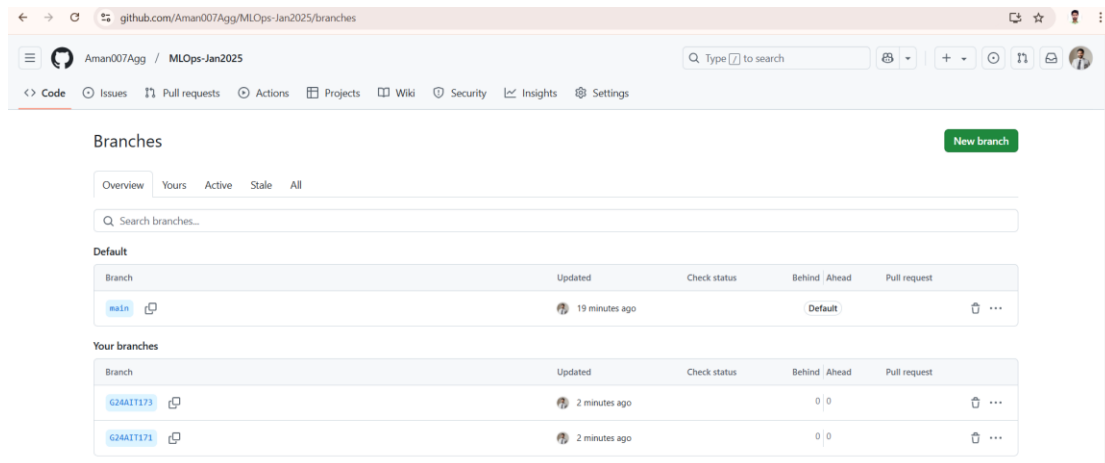 github.com/Aman007Agg/MLOps-Jan2025/branches
Aman007Agg / MLOps-Jan2025 Type / to search
Code Issues Pull requests Actions Projects Wiki Security Insights Settings
Branches New branch
Overview Yours Active Stale All
Search branches...
Default
Branch Updated Check status Behind Ahead Pull request
main 19 minutes ago Default
Your branches
Branch Updated Check status Behind Ahead Pull request
G24AIT173 2 minutes ago 0 0
G24AIT171 2 minutes ago 0 0